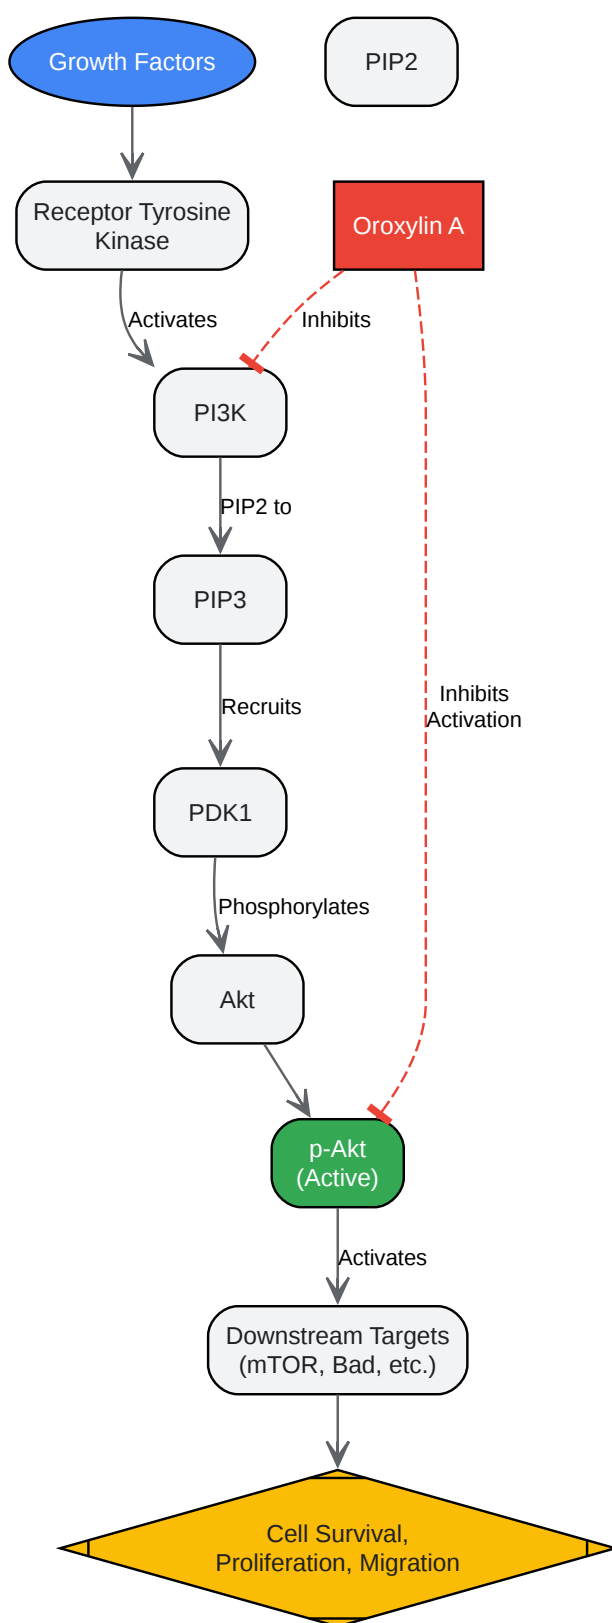 Growth Factors
PIP2
Receptor Tyrosine
Kinase
Oroxylin A
Activates
Inhibits
PI3K
PIP2 to
PIP3
Recruits
Inhibits
Activation
PDK1
Phosphorylates
Akt
p-Akt
(Active)
Activates
Downstream Targets
(mTOR, Bad, etc.)
Cell Survival,
Proliferation, Migration